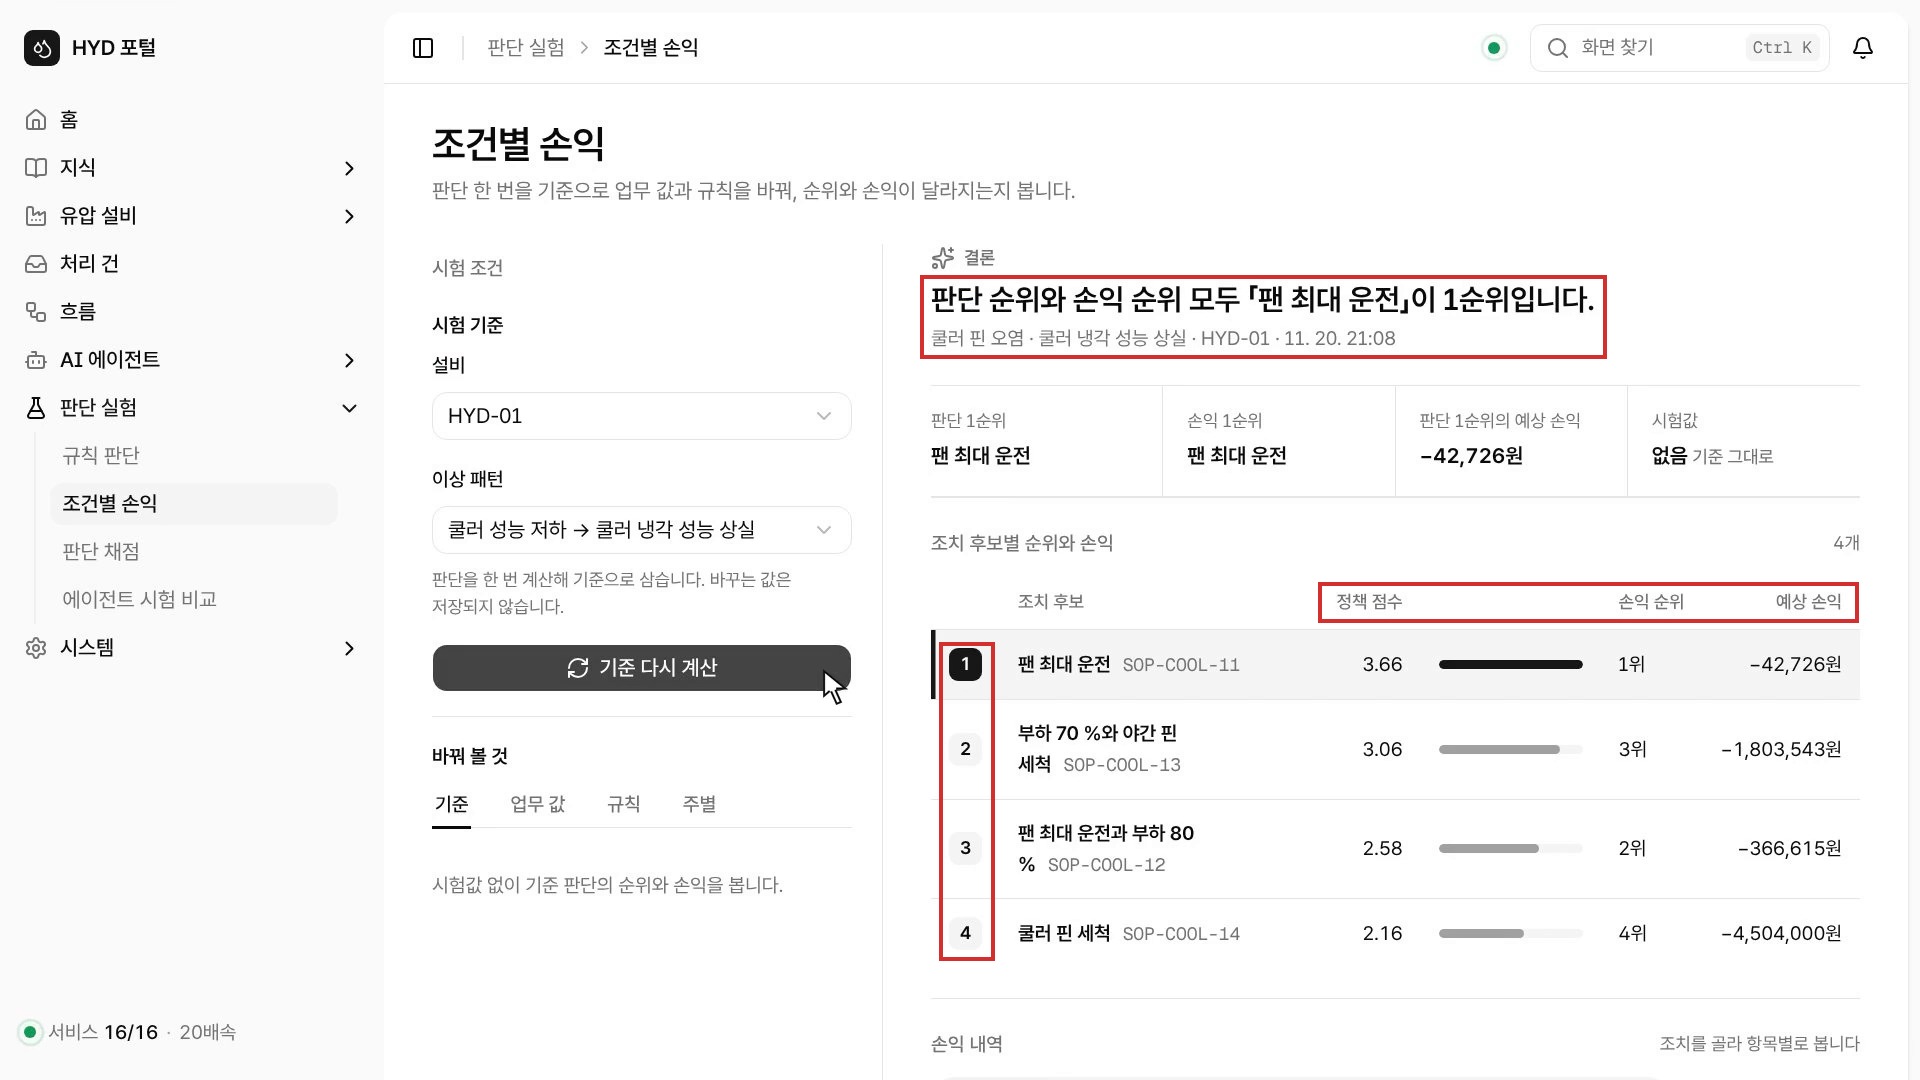 HYD 포털
홈
지식
유압 설비
처리 건
흐름
AI 에이전트
판단 실험
규칙 판단
조건별 손익
판단 채점
에이전트 시험 비교
시스템
서비스 16/16 · 20배속
판단 실험 > 조건별 손익
화면 찾기 Ctrl K
조건별 손익
판단 한 번을 기준으로 업무 값과 규칙을 바꿔, 순위와 손익이 달라지는지 봅니다.
시험 조건
시험 기준
설비
HYD-01
이상 패턴
쿨러 성능 저하 → 쿨러 냉각 성능 상실
판단을 한 번 계산해 기준으로 삼습니다. 바꾸는 값은
저장되지 않습니다.
기준 다시 계산
바꿔 볼 것
기준 업무 값 규칙 주별
시험값 없이 기준 판단의 순위와 손익을 봅니다.
결론
판단 순위와 손익 순위 모두 「팬 최대 운전」이 1순위입니다.
쿨러 핀 오염 · 쿨러 냉각 성능 상실 · HYD-01 · 11. 20. 21:08
판단 1순위
팬 최대 운전
손익 1순위
팬 최대 운전
판단 1순위의 예상 손익
−42,726원
시험값
없음 기준 그대로
조치 후보별 순위와 손익 4개
조치 후보 정책 점수 손익 순위 예상 손익
1 팬 최대 운전 SOP-COOL-11 3.66 1위 −42,726원
2 부하 70 %와 야간 핀
세척 SOP-COOL-13 3.06 3위 −1,803,543원
3 팬 최대 운전과 부하 80
% SOP-COOL-12 2.58 2위 −366,615원
4 쿨러 핀 세척 SOP-COOL-14 2.16 4위 −4,504,000원
손익 내역 조치를 골라 항목별로 봅니다